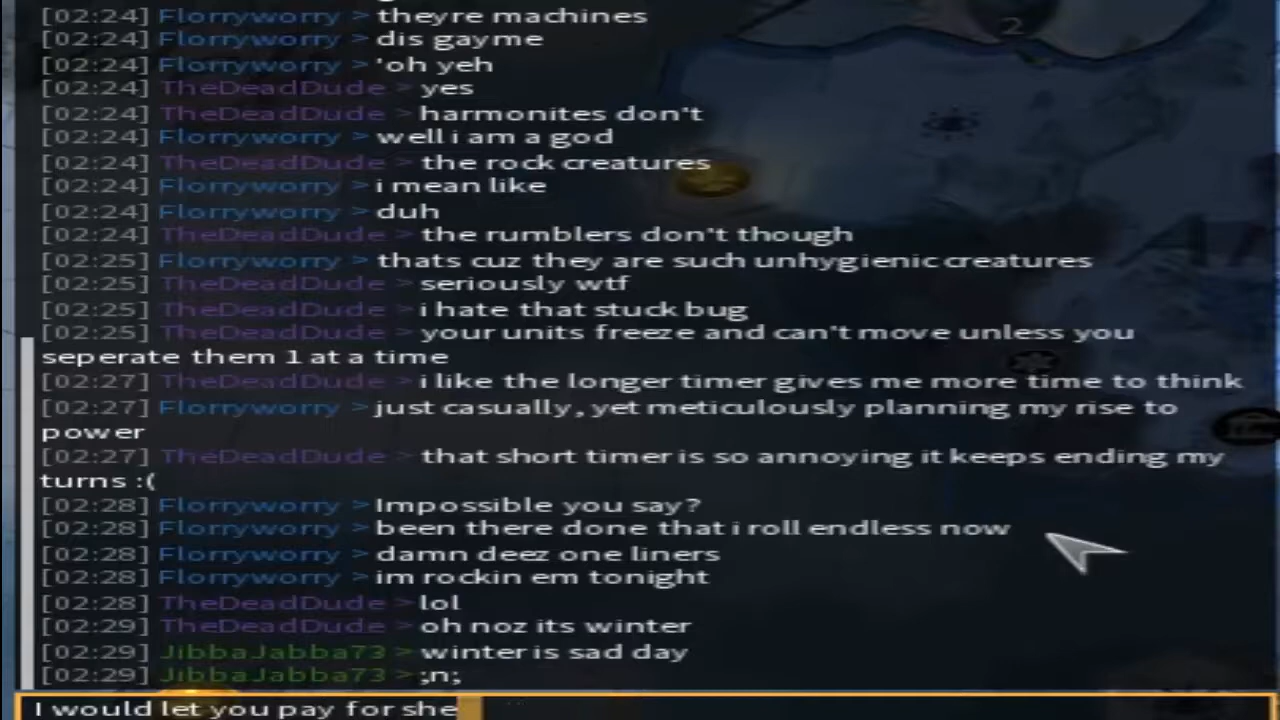 [02:24] Florryworry > theyre machines
[02:24] Florryworry > dis gayme
[02:24] Florryworry > 'oh yeh
[02:24] TheDeadDude > yes
[02:24] TheDeadDude > harmonites don't
[02:24] Florryworry > well i am a god
[02:24] TheDeadDude > the rock creatures
[02:24] Florryworry > i mean like
[02:24] Florryworry > duh
[02:24] TheDeadDude > the rumblers don't though
[02:25] Florryworry > thats cuz they are such unhygienic creatures
[02:25] TheDeadDude > seriously wtf
[02:25] TheDeadDude > i hate that stuck bug
[02:25] TheDeadDude > your units freeze and can't move unless you
seperate them 1 at a time
[02:27] TheDeadDude > i like the longer timer gives me more time to think
[02:27] Florryworry > just casually, yet meticulously planning my rise to
power
[02:27] TheDeadDude > that short timer is so annoying it keeps ending my
turns :(
[02:28] Florryworry > Impossible you say?
[02:28] Florryworry > been there done that i roll endless now
[02:28] Florryworry > damn deez one liners
[02:28] Florryworry > im rockin em tonight
[02:28] TheDeadDude > lol
[02:29] TheDeadDude > oh noz its winter
[02:29] JibbaJabba73 > winter is sad day
[02:29] JibbaJabba73 > ;n;
I would let you pay for she
2